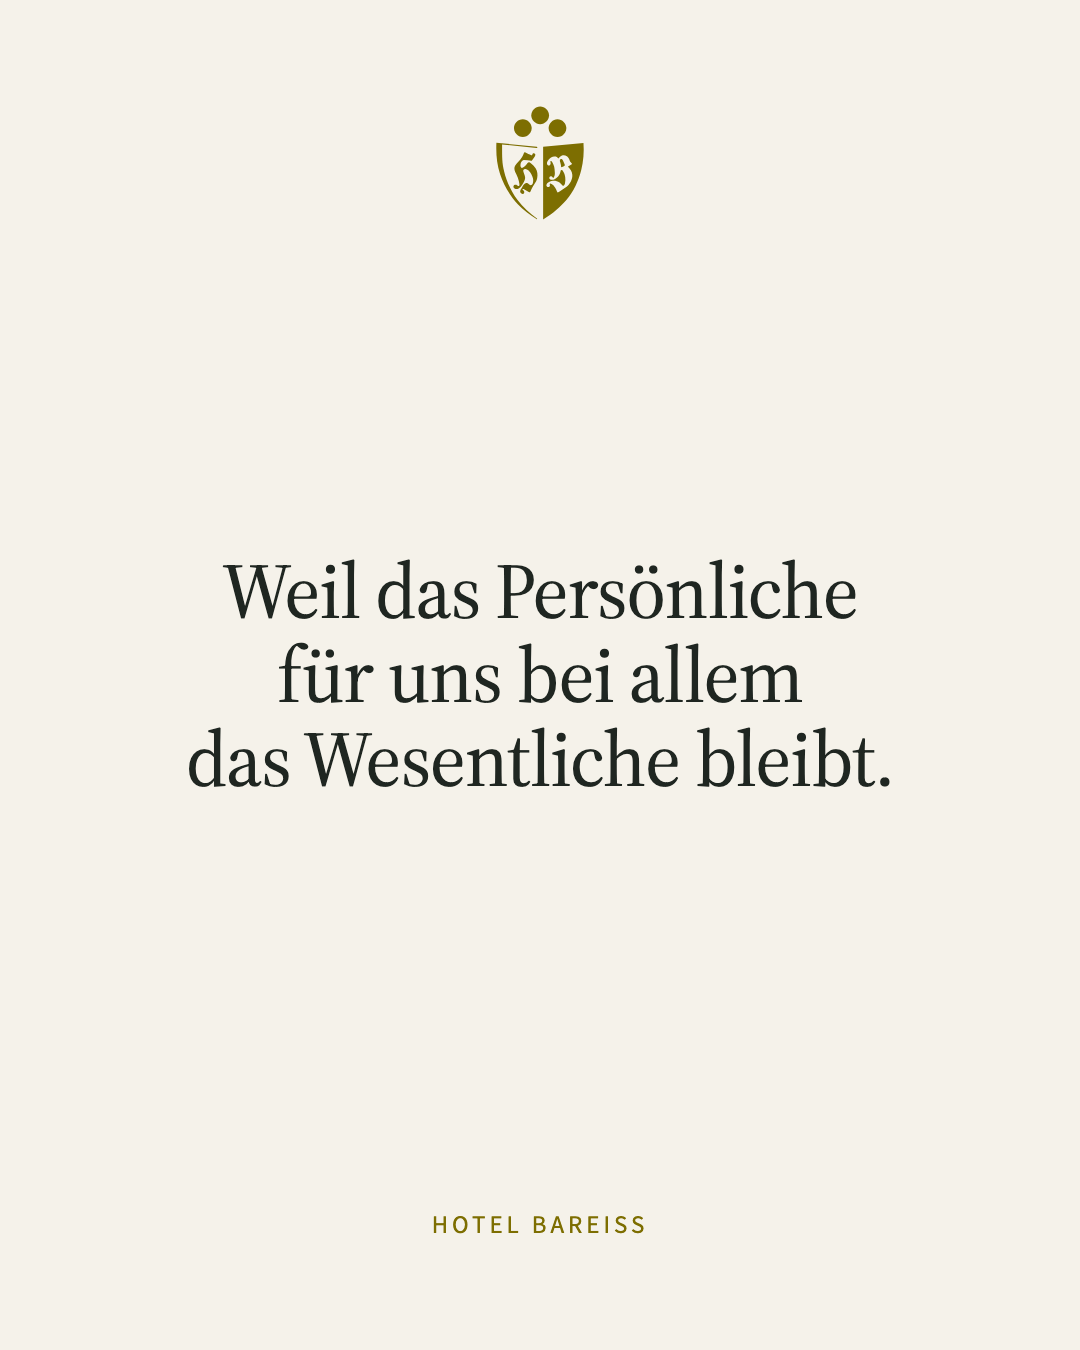 HB
Weil das Persönliche
für uns bei allem
das Wesentliche bleibt.
HOTEL BAREISS